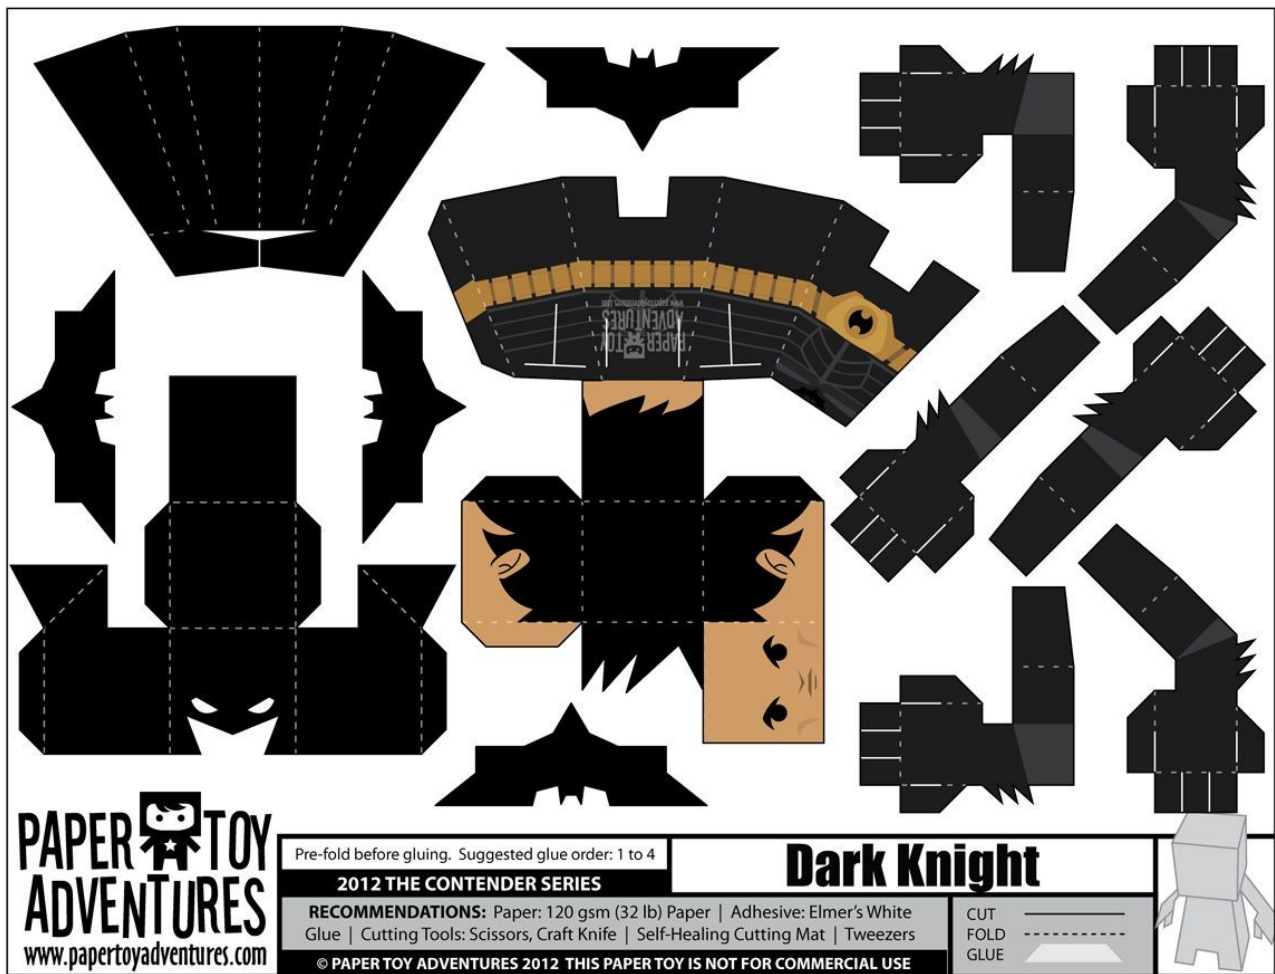 www.papertoyadventures.com
PAPER TOY
ADVENTURES
PAPER TOY
ADVENTURES
www.papertoyadventures.com
Pre-fold before gluing. Suggested glue order: 1 to 4
2012 THE CONTENDER SERIES
Dark Knight
RECOMMENDATIONS: Paper: 120 gsm (32 lb) Paper | Adhesive: Elmer's White
Glue | Cutting Tools: Scissors, Craft Knife | Self-Healing Cutting Mat | Tweezers
© PAPER TOY ADVENTURES 2012 THIS PAPER TOY IS NOT FOR COMMERCIAL USE
CUT
FOLD
GLUE